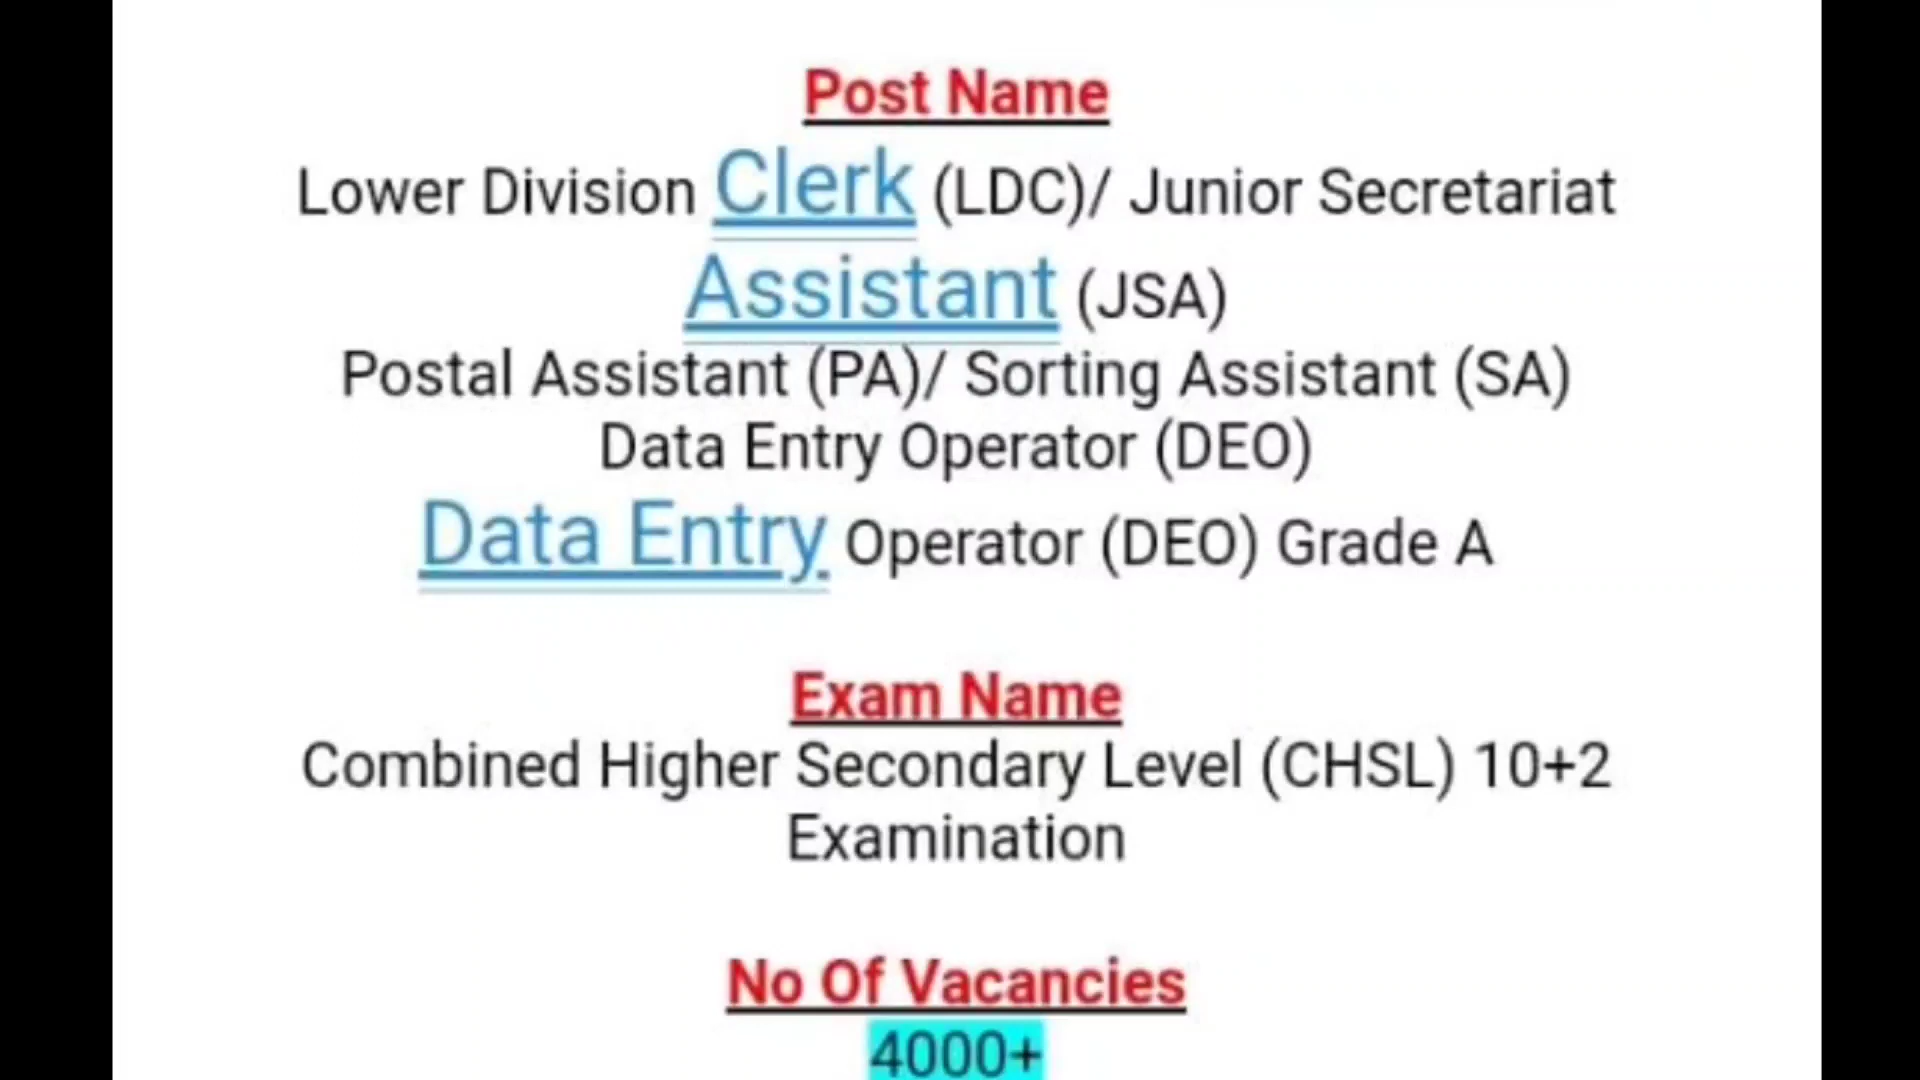 Post Name
Lower Division Clerk (LDC)/ Junior Secretariat
Assistant (JSA)
Postal Assistant (PA)/ Sorting Assistant (SA)
Data Entry Operator (DEO)
Data Entry Operator (DEO) Grade A
Exam Name
Combined Higher Secondary Level (CHSL) 10+2
Examination
No Of Vacancies
4000+